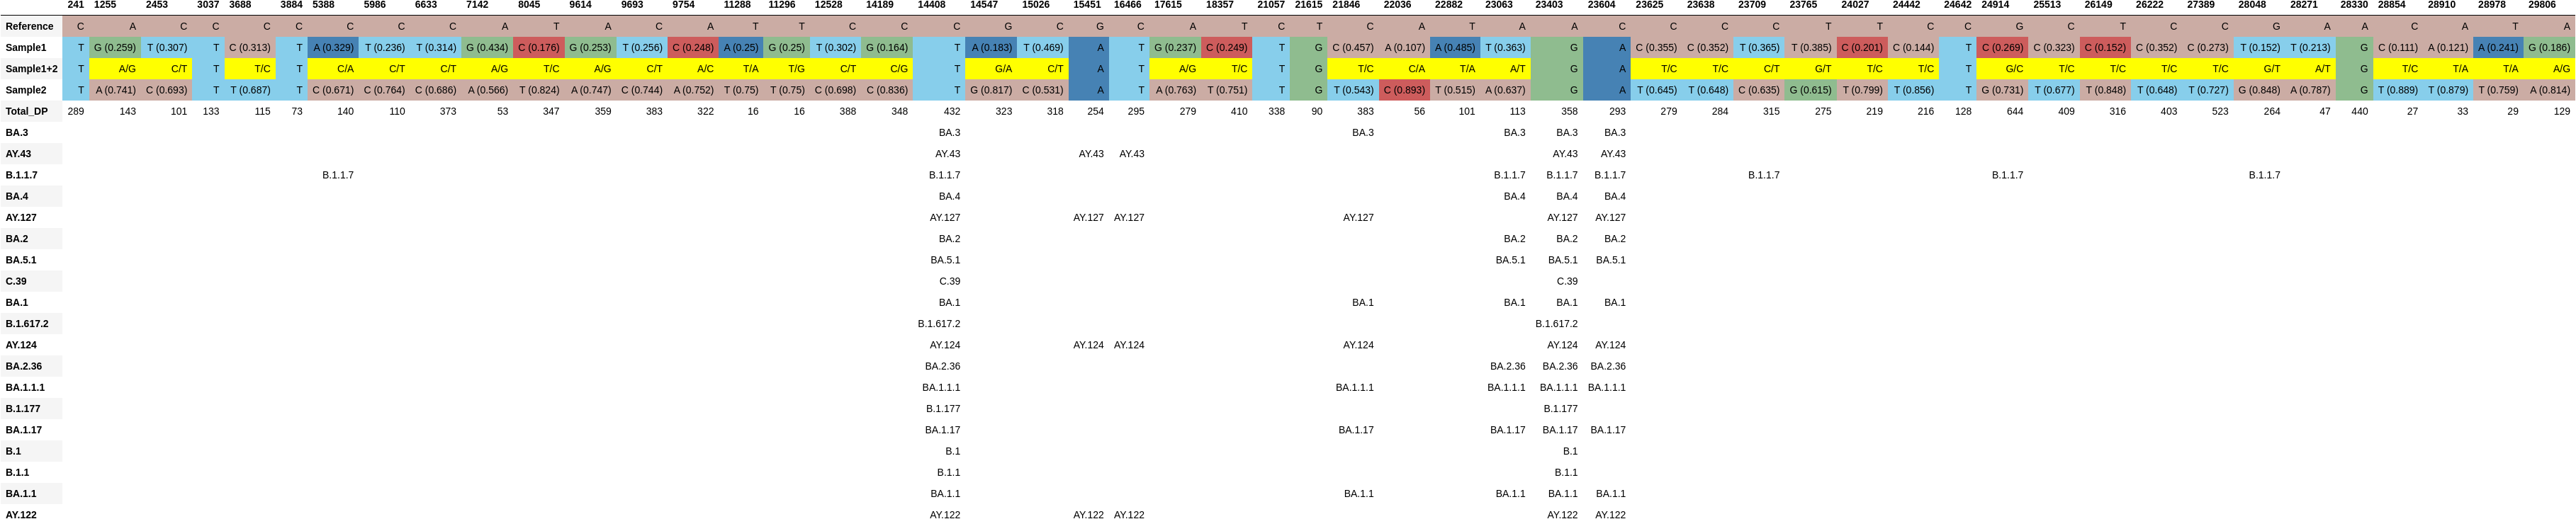 241 1255 2453 3037 3688 3884 5388 5986 6633 7142 8045 9614 9693 9754 11288 11296 12528 14189 14408 14547 15026 15451 16466 17615 18357 21057 21615 21846 22036 22882 23063 23403 23604 23625 23638 23709 23765 24027 24442 24642 24914 25513 26149 26222 27389 28048 28271 28330 28854 28910 28978 29806
Reference C A C C C C C C C A T A C A T T C C C G C G C A T C T C A T A A C C C C T T C C G C T C C G A A C A T A
Sample1 T G (0.259) T (0.307) T C (0.313) T A (0.329) T (0.236) T (0.314) G (0.434) C (0.176) G (0.253) T (0.256) C (0.248) A (0.25) G (0.25) T (0.302) G (0.164) T A (0.183) T (0.469) A T G (0.237) C (0.249) T G C (0.457) A (0.107) A (0.485) T (0.363) G A C (0.355) C (0.352) T (0.365) T (0.385) C (0.201) C (0.144) T C (0.269) C (0.323) C (0.152) C (0.352) C (0.273) T (0.152) T (0.213) G C (0.111) A (0.121) A (0.241) G (0.186)
Sample1+2 T A/G C/T T T/C T C/A C/T C/T A/G T/C A/G C/T A/C T/A T/G C/T C/G T G/A C/T A T A/G T/C T G T/C C/A T/A A/T G A T/C T/C C/T G/T T/C T/C T G/C T/C T/C T/C T/C G/T A/T G T/C T/A T/A A/G
Sample2 T A (0.741) C (0.693) T T (0.687) T C (0.671) C (0.764) C (0.686) A (0.566) T (0.824) A (0.747) C (0.744) A (0.752) T (0.75) T (0.75) C (0.698) C (0.836) T G (0.817) C (0.531) A T A (0.763) T (0.751) T G T (0.543) C (0.893) T (0.515) A (0.637) G A T (0.645) T (0.648) C (0.635) G (0.615) T (0.799) T (0.856) T G (0.731) T (0.677) T (0.848) T (0.648) T (0.727) G (0.848) A (0.787) G T (0.889) T (0.879) T (0.759) A (0.814)
Total_DP 289 143 101 133 115 73 140 110 373 53 347 359 383 322 16 16 388 348 432 323 318 254 295 279 410 338 90 383 56 101 113 358 293 279 284 315 275 219 216 128 644 409 316 403 523 264 47 440 27 33 29 129
BA.3 BA.3 BA.3 BA.3 BA.3 BA.3
AY.43 AY.43 AY.43 AY.43 AY.43 AY.43
B.1.1.7 B.1.1.7 B.1.1.7 B.1.1.7 B.1.1.7 B.1.1.7 B.1.1.7 B.1.1.7 B.1.1.7
BA.4 BA.4 BA.4 BA.4 BA.4
AY.127 AY.127 AY.127 AY.127 AY.127 AY.127 AY.127
BA.2 BA.2 BA.2 BA.2 BA.2
BA.5.1 BA.5.1 BA.5.1 BA.5.1 BA.5.1
C.39 C.39 C.39
BA.1 BA.1 BA.1 BA.1 BA.1 BA.1
B.1.617.2 B.1.617.2 B.1.617.2
AY.124 AY.124 AY.124 AY.124 AY.124 AY.124 AY.124
BA.2.36 BA.2.36 BA.2.36 BA.2.36 BA.2.36
BA.1.1.1 BA.1.1.1 BA.1.1.1 BA.1.1.1 BA.1.1.1 BA.1.1.1
B.1.177 B.1.177 B.1.177
BA.1.17 BA.1.17 BA.1.17 BA.1.17 BA.1.17 BA.1.17
B.1 B.1 B.1
B.1.1 B.1.1 B.1.1
BA.1.1 BA.1.1 BA.1.1 BA.1.1 BA.1.1 BA.1.1
AY.122 AY.122 AY.122 AY.122 AY.122 AY.122